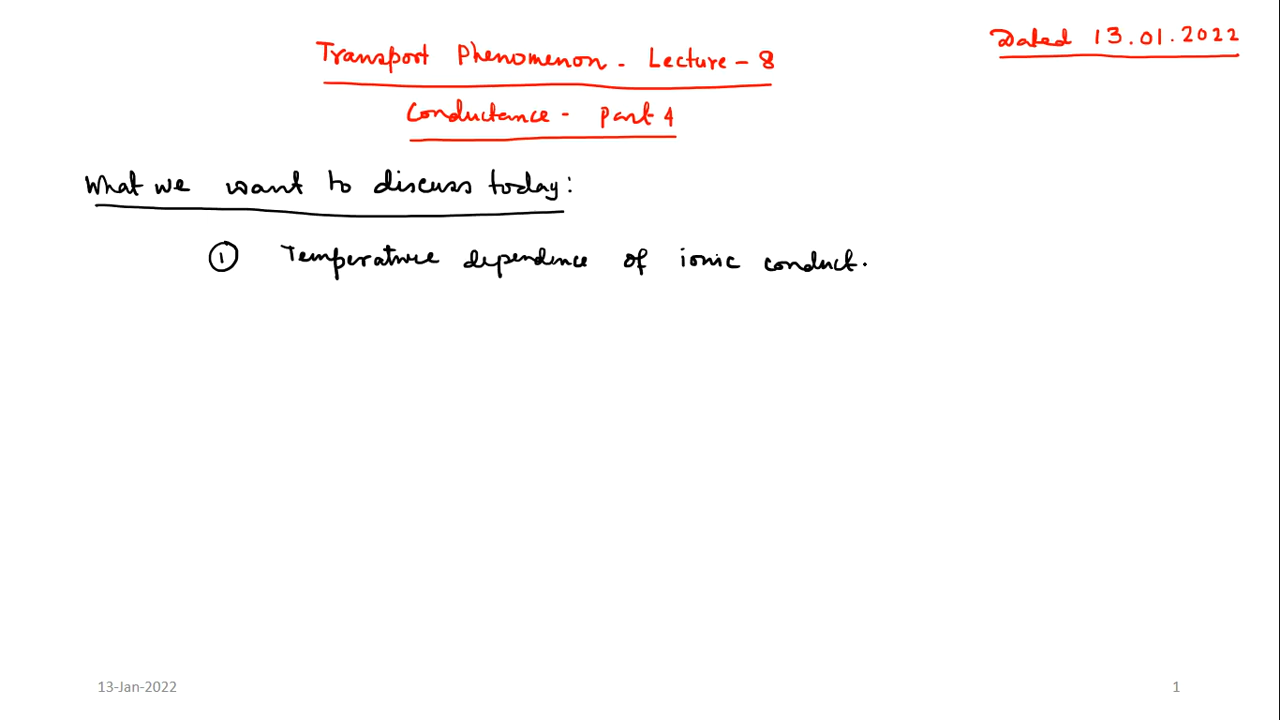 Dated 13.01.2022
Transport Phenomenon - Lecture - 8
Conductance - Part 4
What we want to discuss today:
① Temperature dependence of ionic conduct.
13-Jan-2022
1